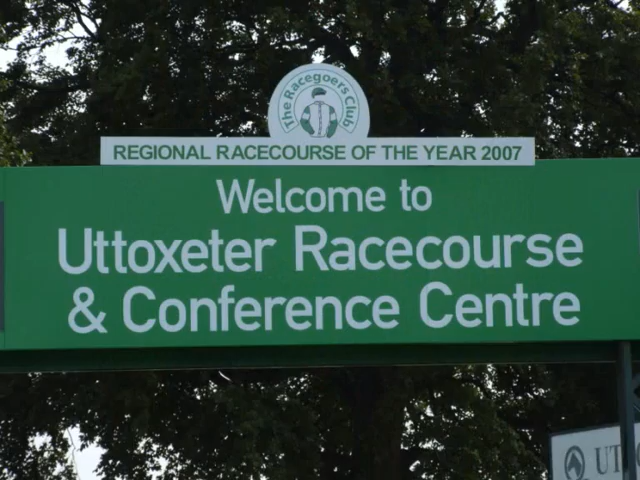 The Racegoers Club
REGIONAL RACECOURSE OF THE YEAR 2007
Welcome to
Uttoxeter Racecourse
& Conference Centre